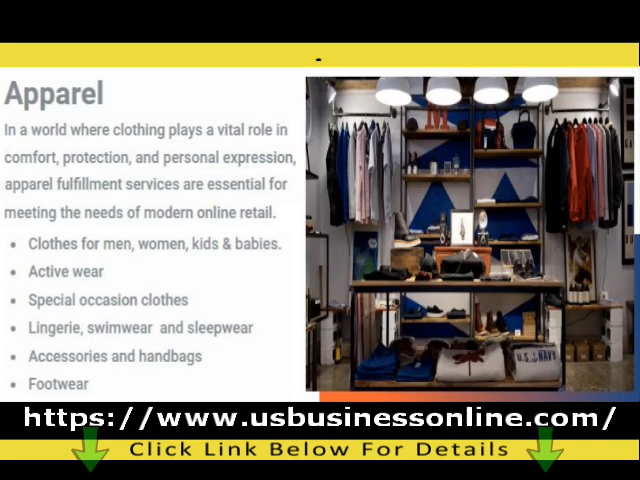 -
Apparel
In a world where clothing plays a vital role in
comfort, protection, and personal expression,
apparel fulfillment services are essential for
meeting the needs of modern online retail.
• Clothes for men, women, kids & babies.
• Active wear
• Special occasion clothes
• Lingerie, swimwear and sleepwear
• Accessories and handbags
• Footwear
M
U.S. NAVY
https://www.usbusinessonline.com/
Click Link Below For Details